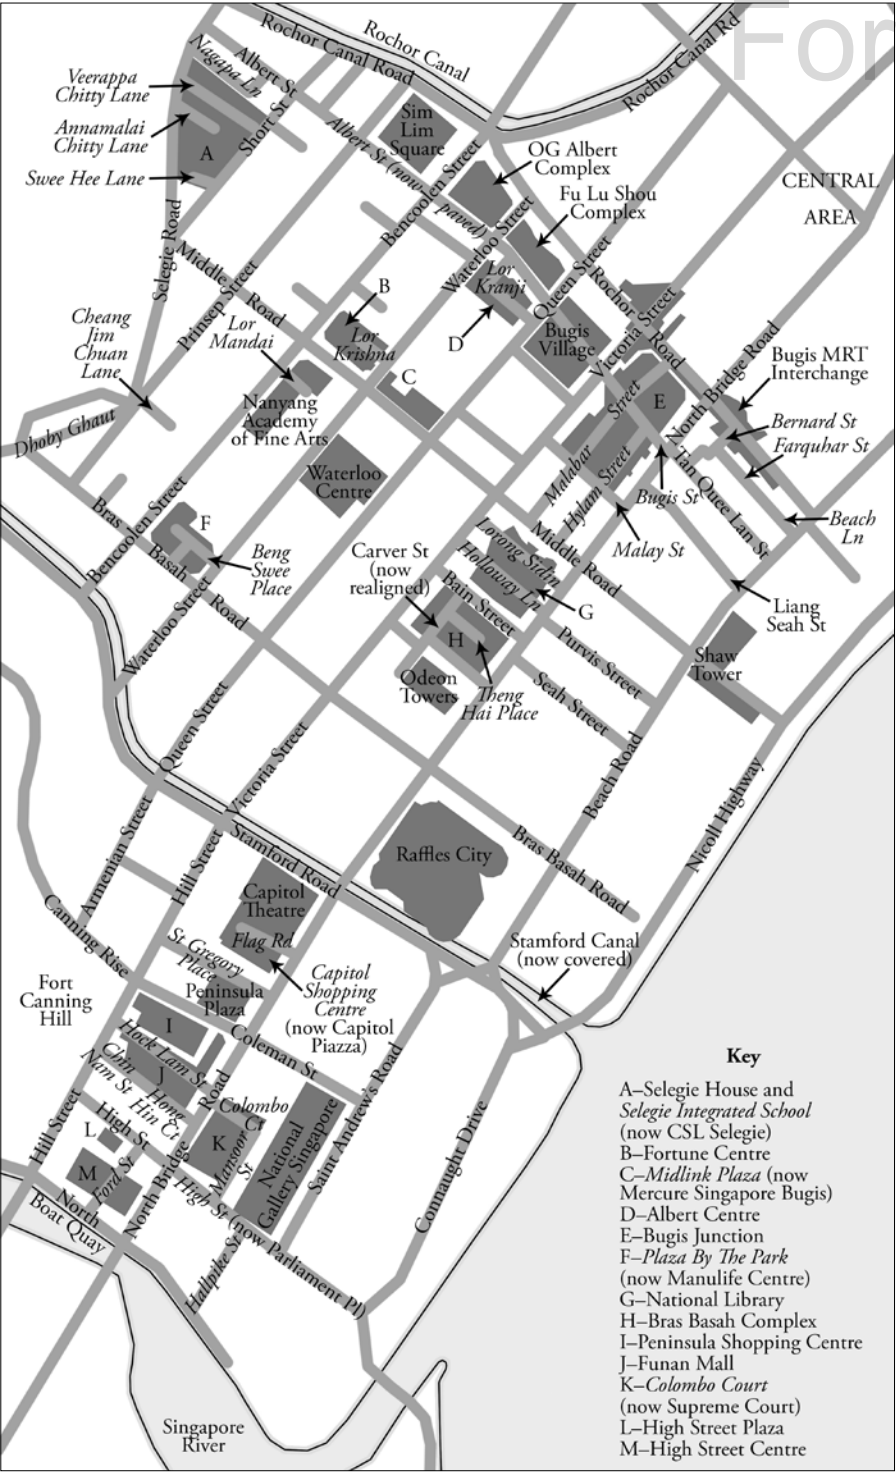 For
Rochor Canal
Rochor Canal Road
Rochor Canal Rd
Nagapa Ln
Albert St
Veerappa
Chitty Lane
Annamalai
Chitty Lane
Swee Hee Lane
A
Short St
Sim
Lim
Square
Albert St (now
paved)
OG Albert
Complex
Fu Lu Shou
Complex
CENTRAL
AREA
Selegie Road
Bencoolen Street
Waterloo Street
Queen Street
Middle
Road
Prinsep Street
B
Lor
Kranji
D
Rochor
Road
Victoria Street
Bugis
Village
Cheang
Jim
Chuan
Lane
Lor
Mandai
Lor
Krishna
C
North Bridge Road
Bugis MRT
Interchange
E
Nanyang
Academy
of Fine Arts
Bernard St
Farquhar St
Dhoby Ghaut
Malabar
Street
Hylam Street
Bugis St
Tan Quee Lan St
Waterloo
Centre
Malay St
Beach
Ln
Bras
Basah
Road
Bencoolen Street
F
Beng
Swee
Place
Carver St
(now
realigned)
Lorong Sidin
Holloway Ln
Middle Road
G
Liang
Seah St
Bain Street
H
Purvis Street
Shaw
Tower
Waterloo Street
Odeon
Towers
Theng
Hai Place
Seah Street
Queen Street
Victoria Street
Beach Road
Nicoll Highway
Armenian Street
Hill Street
Stamford Road
Raffles City
Bras Basah Road
Capitol
Theatre
Flag Rd
Canning Rise
St Gregory
Place
Stamford Canal
(now covered)
Peninsula
Plaza
Capitol
Shopping
Centre
(now Capitol
Piazza)
Fort
Canning
Hill
I
Coleman St
Hock Lam St
J
Chin
Nam St
Hong
Hin Ct
Road
Colombo
Ct
Saint Andrew's Road
Hill Street
High St
L
K
Mansoor
St
National
Gallery Singapore
Connaught Drive
M
Ford St
North Bridge
High St (now Parliament Pl)
North
Boat Quay
Hallpike St
Singapore
River
Key
A–Selegie House and
Selegie Integrated School
(now CSL Selegie)
B–Fortune Centre
C–Midlink Plaza (now
Mercure Singapore Bugis)
D–Albert Centre
E–Bugis Junction
F–Plaza By The Park
(now Manulife Centre)
G–National Library
H–Bras Basah Complex
I–Peninsula Shopping Centre
J–Funan Mall
K–Colombo Court
(now Supreme Court)
L–High Street Plaza
M–High Street Centre